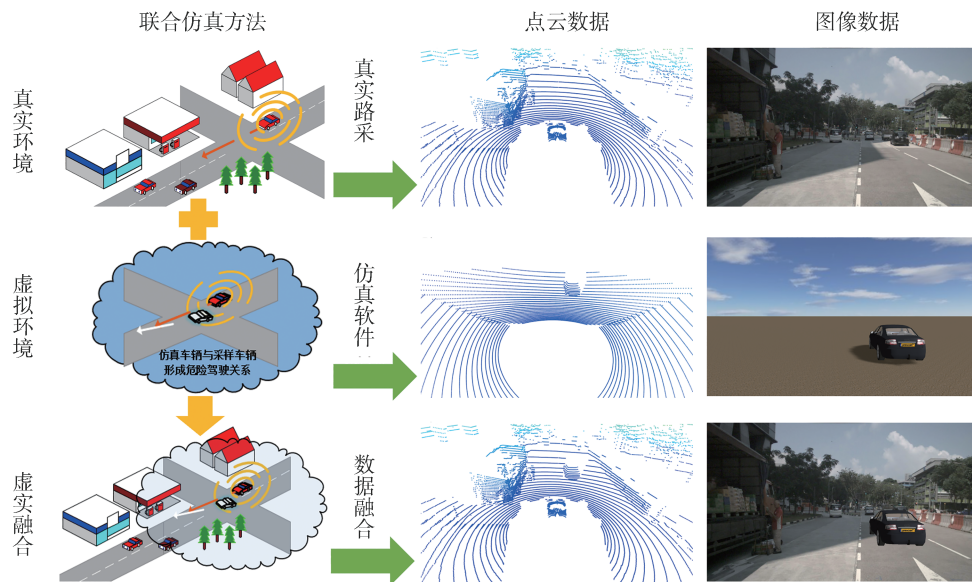 联合仿真方法
点云数据
图像数据
真实环境
真实路采
虚拟环境
仿真软件
仿真车辆与采样车辆
形成危险驾驶关系
虚实融合
数据融合